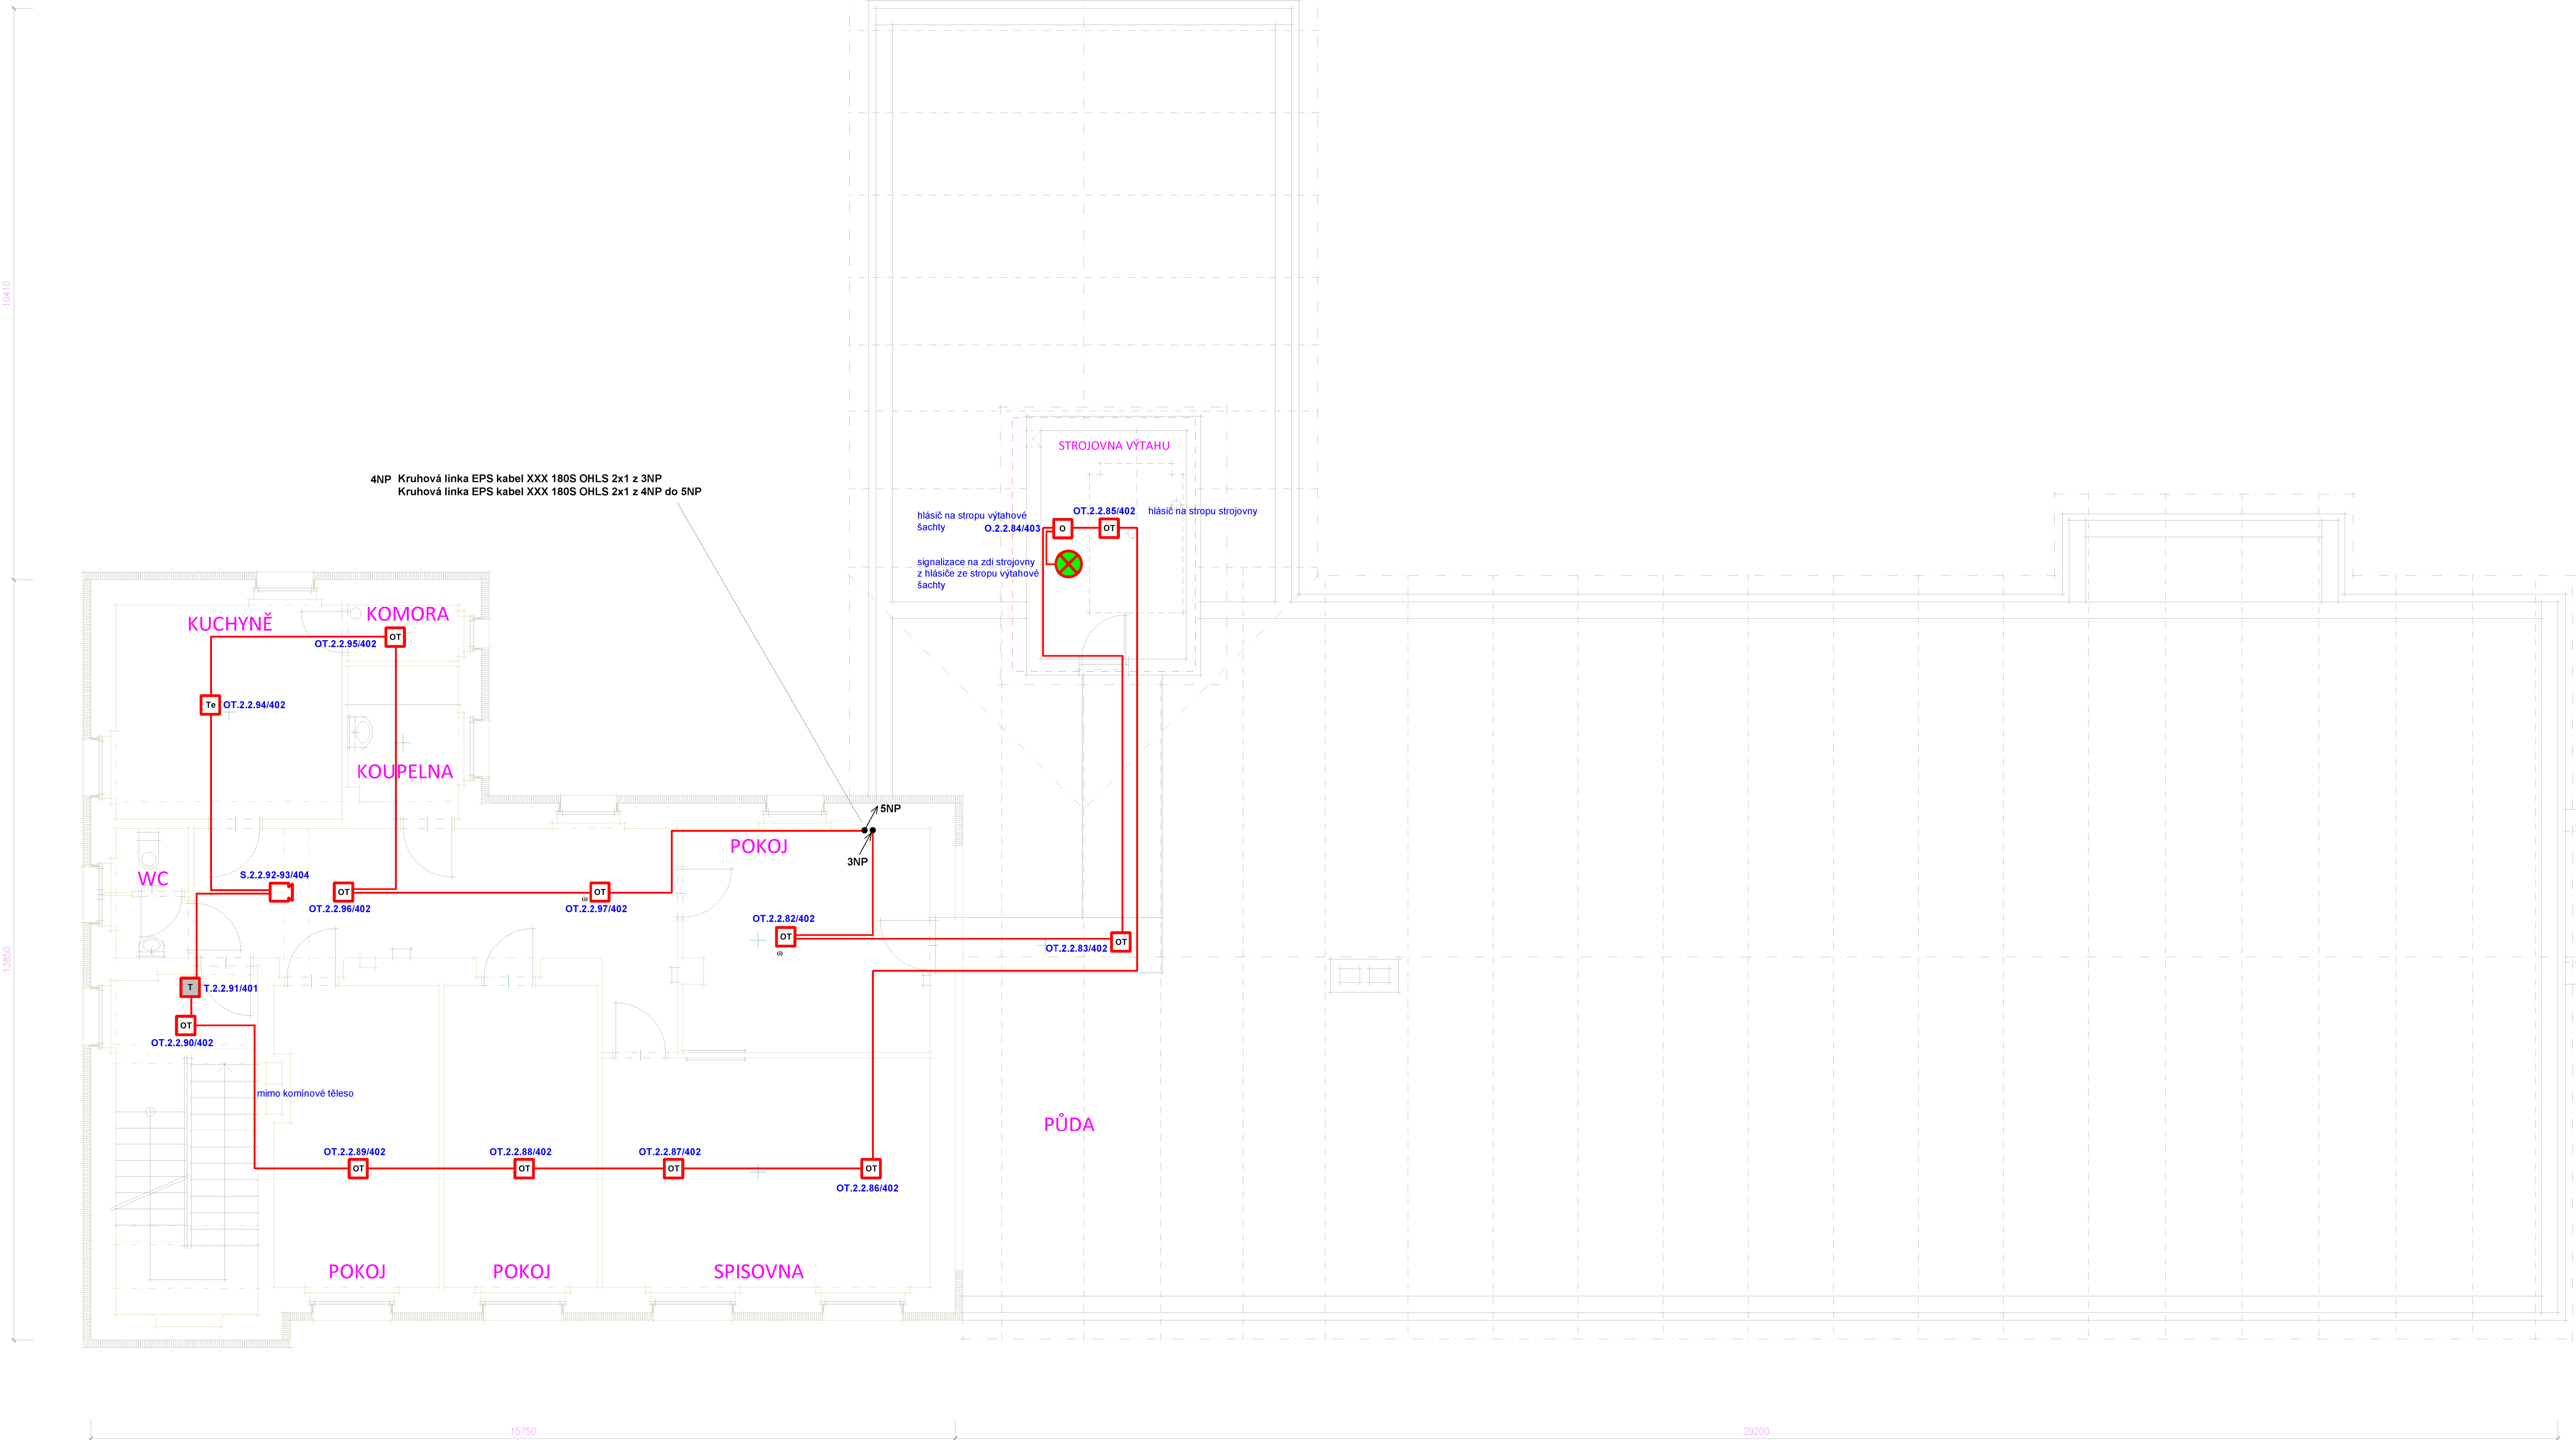 10410
STROJOVNA VÝTAHU
4NP Kruhová linka EPS kabel XXX 180S OHLS 2x1 z 3NP
Kruhová linka EPS kabel XXX 180S OHLS 2x1 z 4NP do 5NP
hlásič na stropu výtahové
šachty
O.2.2.84/403
O
OT.2.2.85/402
OT
hlásič na stropu strojovny
signalizace na zdi strojovny
z hlásiče ze stropu výtahové
šachty
KUCHYNĚ
KOMORA
OT
OT.2.2.95/402
Te
OT.2.2.94/402
KOUPELNA
5NP
3NP
POKOJ
WC
S.2.2.92-93/404
OT
OT.2.2.96/402
OT
(i)
OT.2.2.97/402
OT.2.2.82/402
OT
(i)
OT
OT.2.2.83/402
13850
T
T.2.2.91/401
OT
OT.2.2.90/402
mimo komínové těleso
PŮDA
OT.2.2.89/402
OT
OT.2.2.88/402
OT
OT.2.2.87/402
OT
OT
OT.2.2.86/402
POKOJ
POKOJ
SPISOVNA
15750
29200